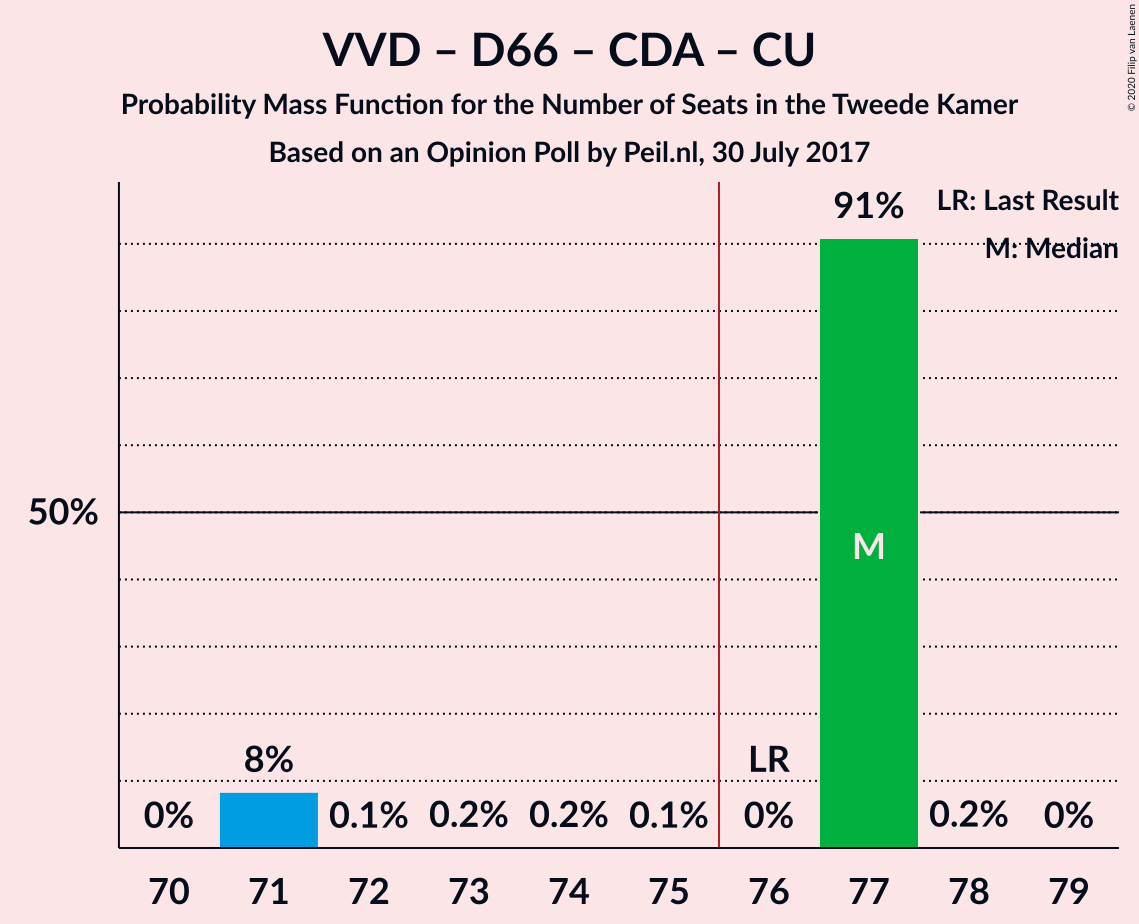 VVD – D66 – CDA – CU
Probability Mass Function for the Number of Seats in the Tweede Kamer
Based on an Opinion Poll by Peil.nl, 30 July 2017
© 2020 Filip van Laenen
LR: Last Result
M: Median
91%
50%
M
8%
LR
0% 0.1% 0.2% 0.2% 0.1% 0% 0.2% 0%
70 71 72 73 74 75 76 77 78 79